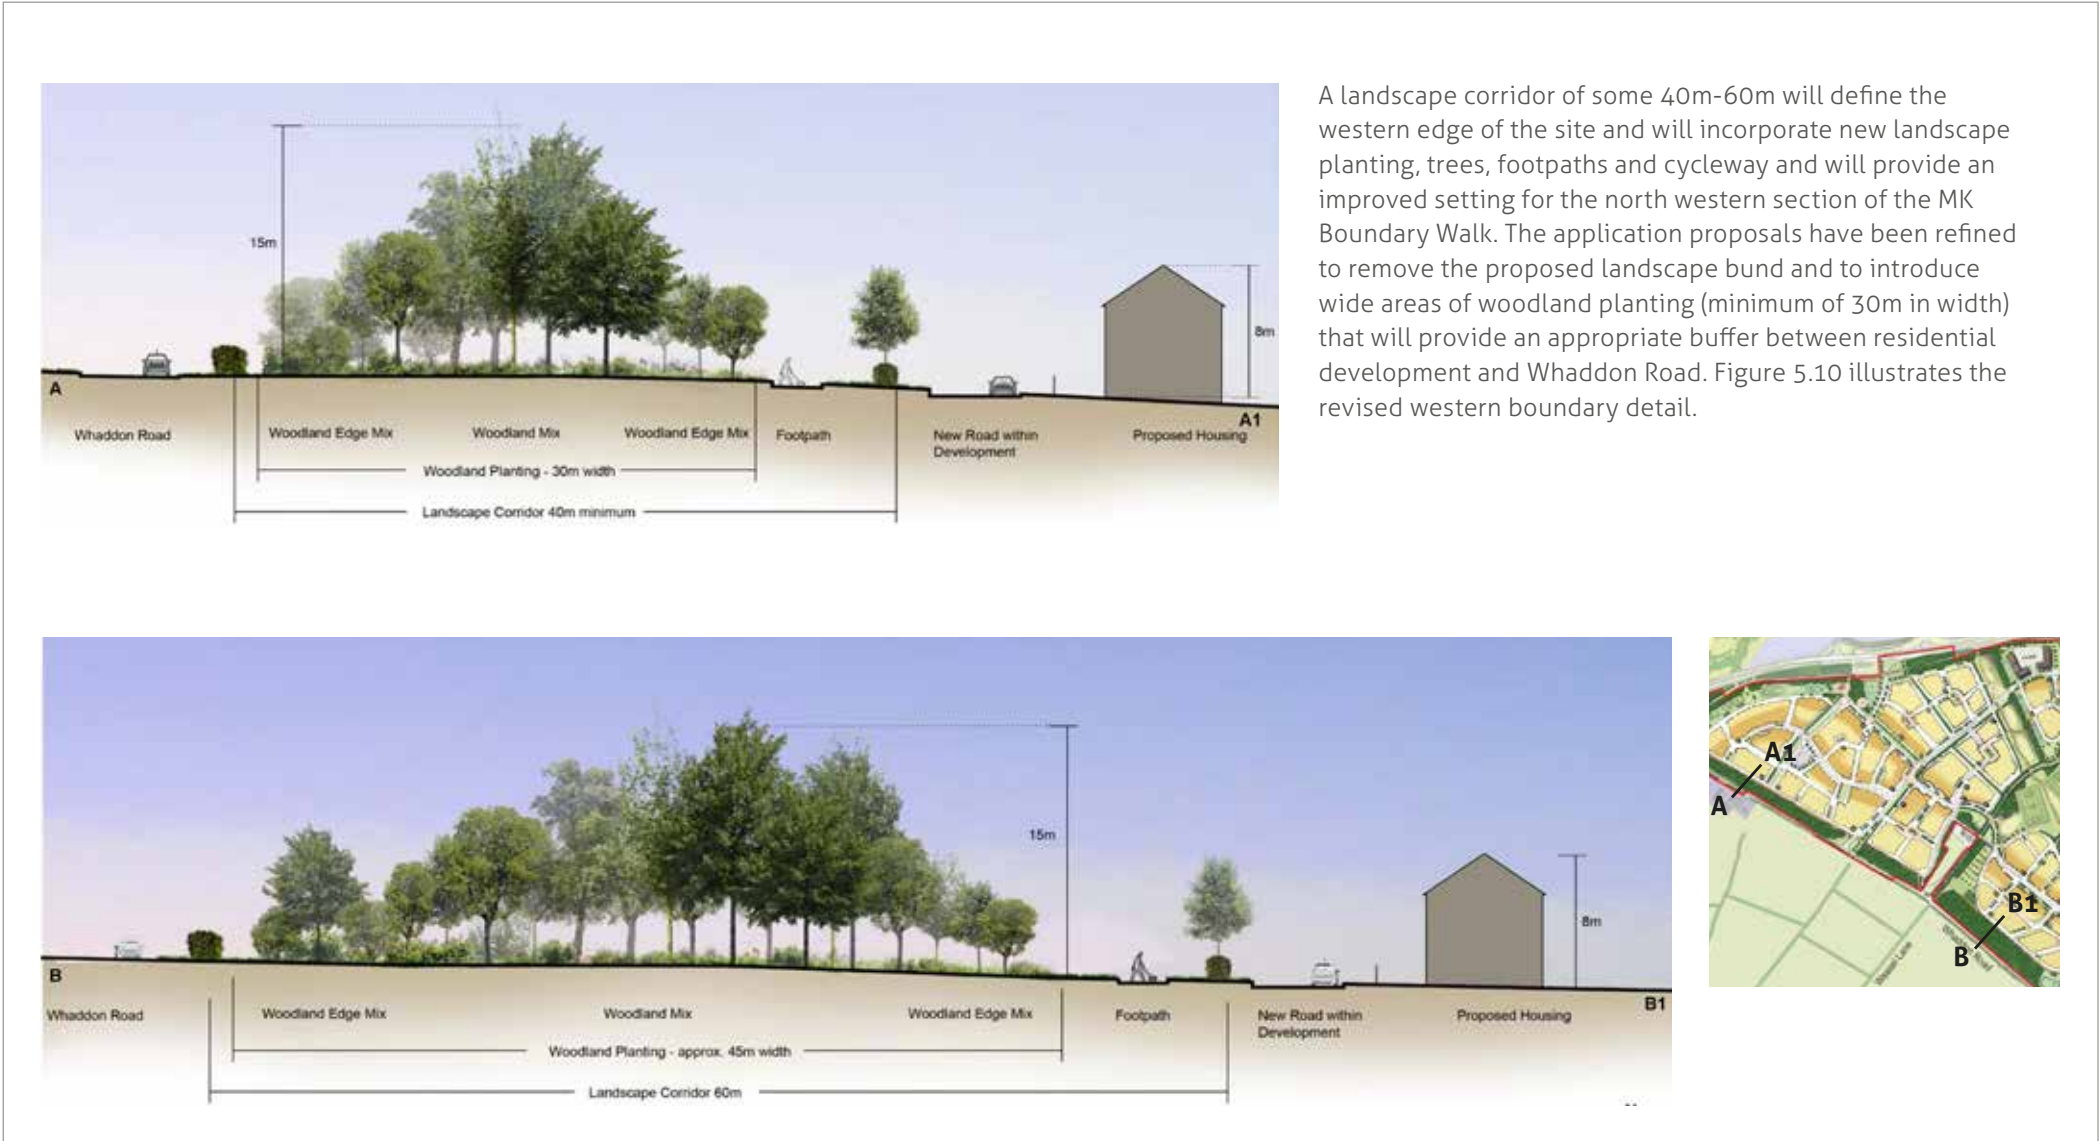 A landscape corridor of some 40m-60m will define the
western edge of the site and will incorporate new landscape
planting, trees, footpaths and cycleway and will provide an
improved setting for the north western section of the MK
Boundary Walk. The application proposals have been refined
to remove the proposed landscape bund and to introduce
wide areas of woodland planting (minimum of 30m in width)
that will provide an appropriate buffer between residential
development and Whaddon Road. Figure 5.10 illustrates the
revised western boundary detail.
15m
8m
A
A1
Whaddon Road
Woodland Edge Mix
Woodland Mix
Woodland Edge Mix
Footpath
New Road within
Development
Proposed Housing
Woodland Planting - 30m width
Landscape Corridor 40m minimum
15m
8m
B
B1
Whaddon Road
Woodland Edge Mix
Woodland Mix
Woodland Edge Mix
Footpath
New Road within
Development
Proposed Housing
Woodland Planting - approx. 45m width
Landscape Corridor 60m
A1
A
B1
B
Lane
Road